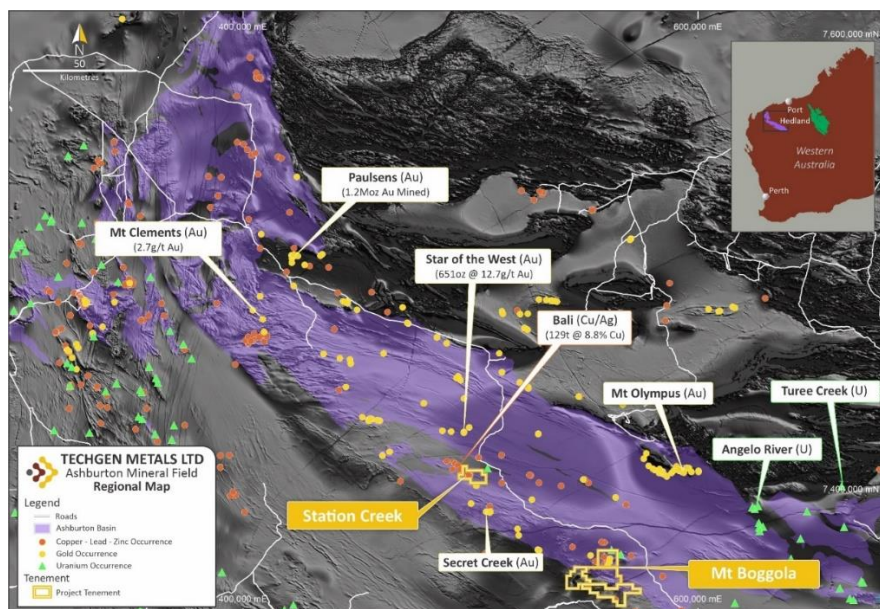 400,000 mE
600,000 mE
7,600,000 mN
N
50
Kilometres
Port
Hedland
Western
Australia
Perth
Paulsens (Au)
(1.2Moz Au Mined)
Mt Clements (Au)
(2.7g/t Au)
Star of the West (Au)
(651oz @ 12.7g/t Au)
Bali (Cu/Ag)
(129t @ 8.8% Cu)
Mt Olympus (Au)
Turee Creek (U)
Angelo River (U)
7,400,000 mN
Station Creek
Secret Creek (Au)
Mt Boggola
TECHGEN METALS LTD
Ashburton Mineral Field
Regional Map
Legend
Roads
Ashburton Basin
Copper - Lead - Zinc Occurrence
Gold Occurrence
Uranium Occurrence
Tenement
Project Tenement
400,000 mE
600,000 mE